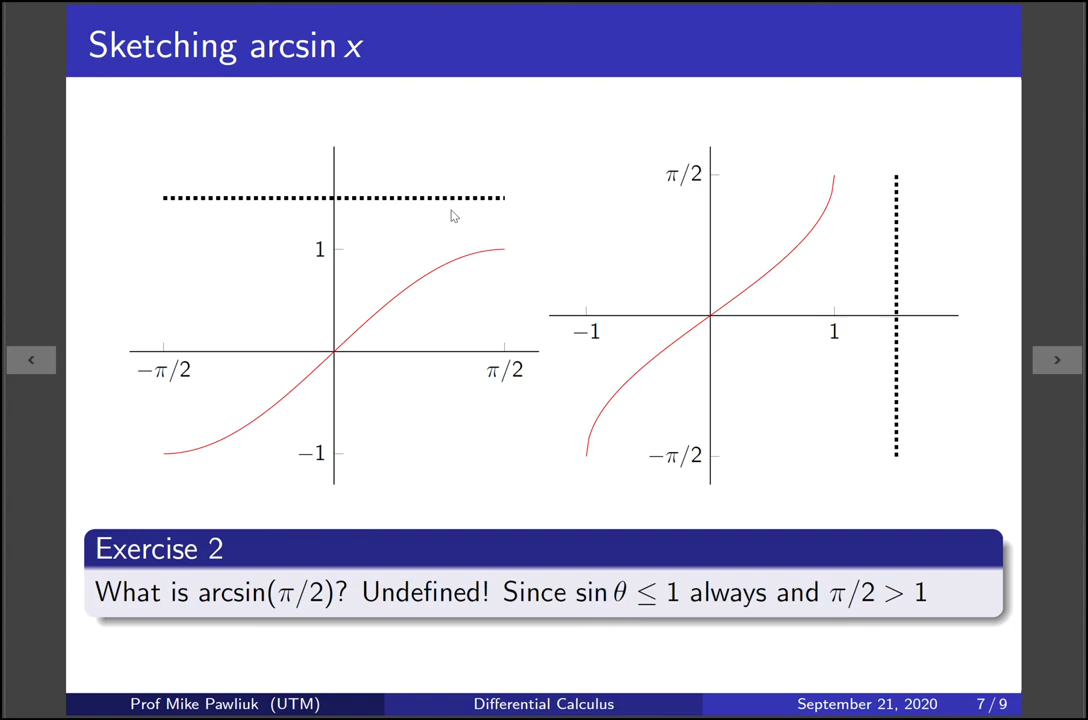 Sketching arcsin x
1
−π/2
π/2
−1
π/2
−1
1
−π/2
Exercise 2
What is arcsin(π/2)? Undefined! Since sin θ ≤ 1 always and π/2 > 1
Prof Mike Pawliuk (UTM)
Differential Calculus
September 21, 2020
7 / 9